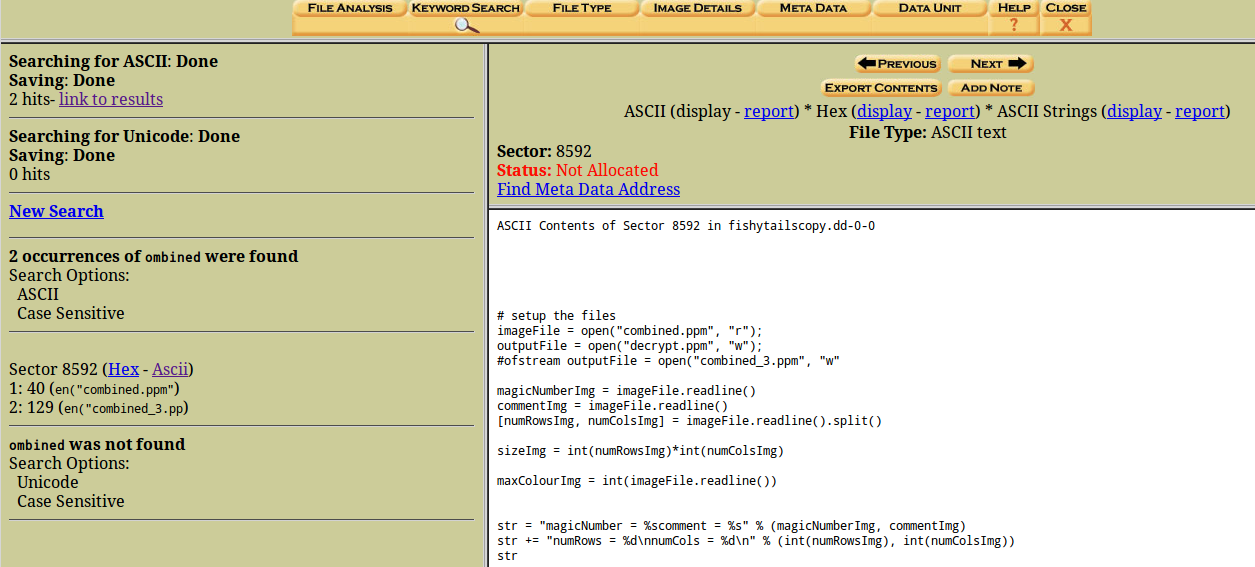 FILE ANALYSIS KEYWORD SEARCH FILE TYPE IMAGE DETAILS META DATA DATA UNIT HELP CLOSE
? X
Searching for ASCII: Done
Saving: Done
2 hits- link to results
Searching for Unicode: Done
Saving: Done
0 hits
New Search
2 occurrences of ombined were found
Search Options:
ASCII
Case Sensitive
Sector 8592 (Hex - Ascii)
1: 40 (en("combined.ppm")
2: 129 (en("combined_3.pp)
ombined was not found
Search Options:
Unicode
Case Sensitive
PREVIOUS NEXT
EXPORT CONTENTS ADD NOTE
ASCII (display - report) * Hex (display - report) * ASCII Strings (display - report)
File Type: ASCII text
Sector: 8592
Status: Not Allocated
Find Meta Data Address
ASCII Contents of Sector 8592 in fishytailscopy.dd-0-0
# setup the files
imageFile = open("combined.ppm", "r");
outputFile = open("decrypt.ppm", "w");
#ofstream outputFile = open("combined_3.ppm", "w"
magicNumberImg = imageFile.readline()
commentImg = imageFile.readline()
[numRowsImg, numColsImg] = imageFile.readline().split()
sizeImg = int(numRowsImg)*int(numColsImg)
maxColourImg = int(imageFile.readline())
str = "magicNumber = %scomment = %s" % (magicNumberImg, commentImg)
str += "numRows = %d\nnumCols = %d\n" % (int(numRowsImg), int(numColsImg))
str